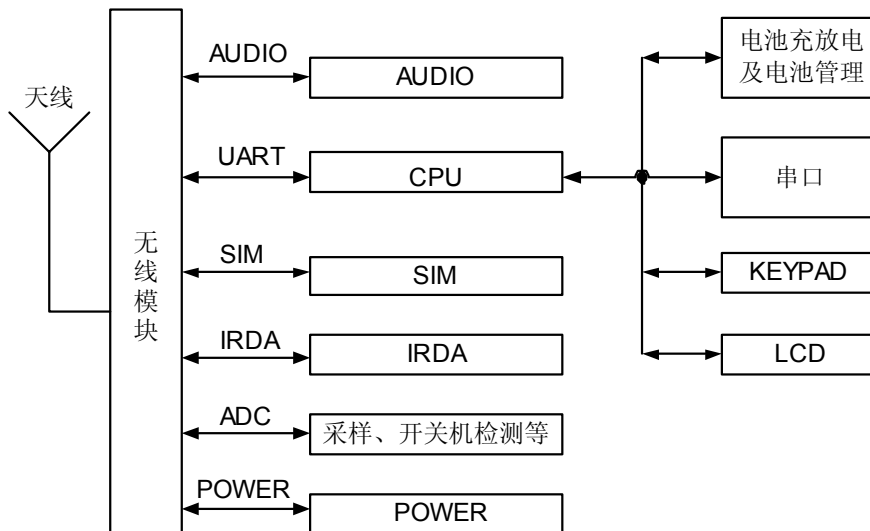 天线
无线模块
AUDIO
AUDIO
UART
CPU
SIM
SIM
IRDA
IRDA
ADC
采样、开关机检测等
POWER
POWER
电池充放电
及电池管理
串口
KEYPAD
LCD